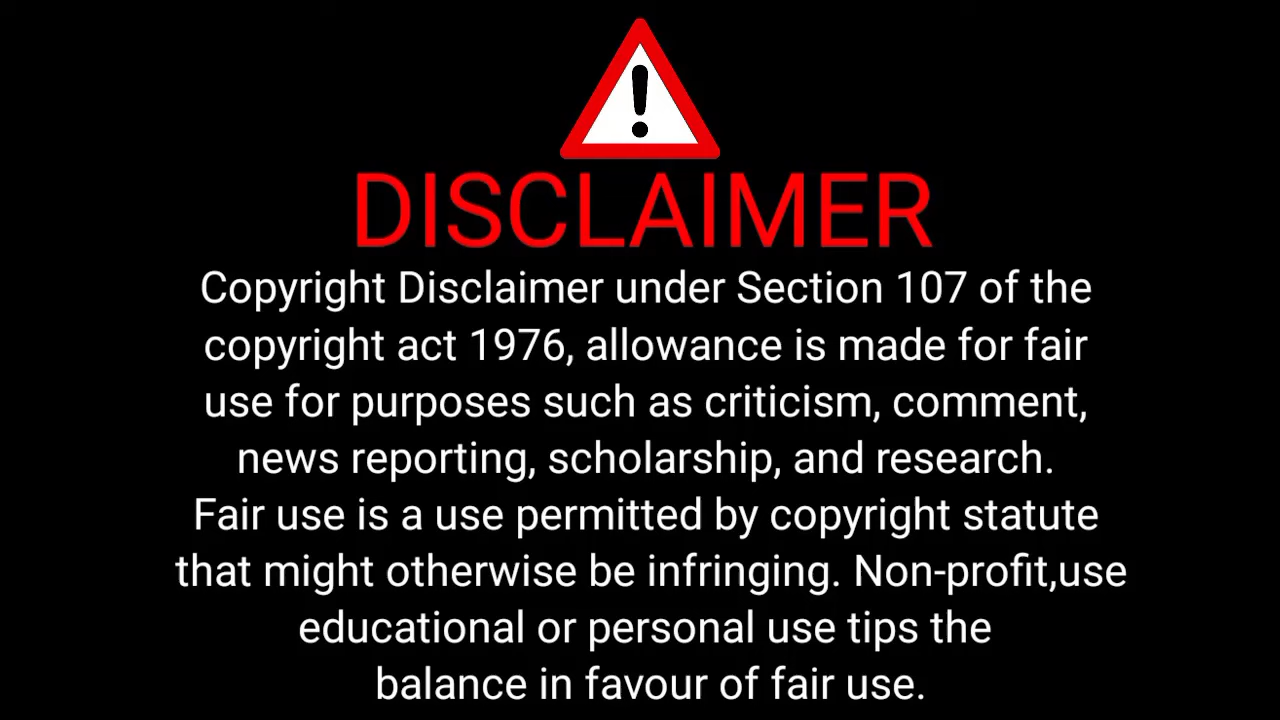 DISCLAIMER
Copyright Disclaimer under Section 107 of the
copyright act 1976, allowance is made for fair
use for purposes such as criticism, comment,
news reporting, scholarship, and research.
Fair use is a use permitted by copyright statute
that might otherwise be infringing. Non-profit,use
educational or personal use tips the
balance in favour of fair use.